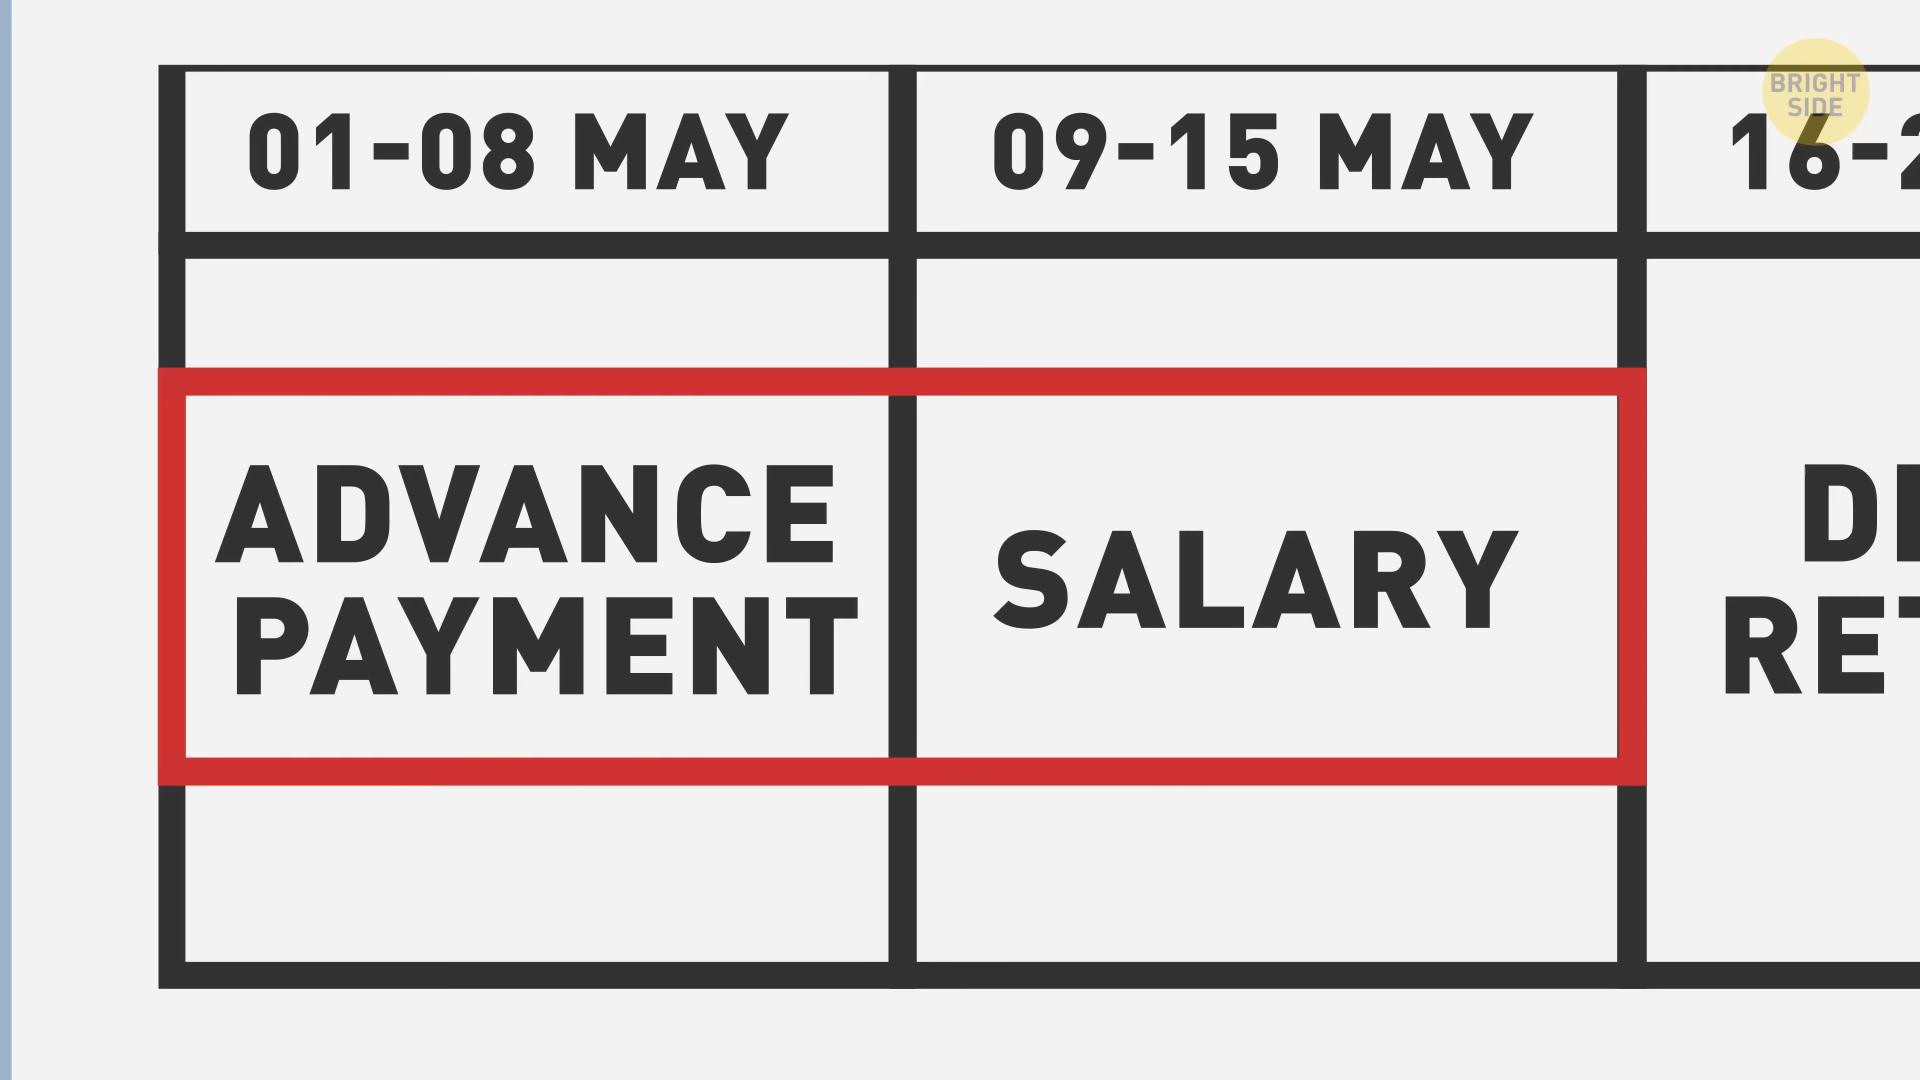 01-08 MAY
09-15 MAY
BRIGHT
SIDE
ADVANCE
PAYMENT
SALARY